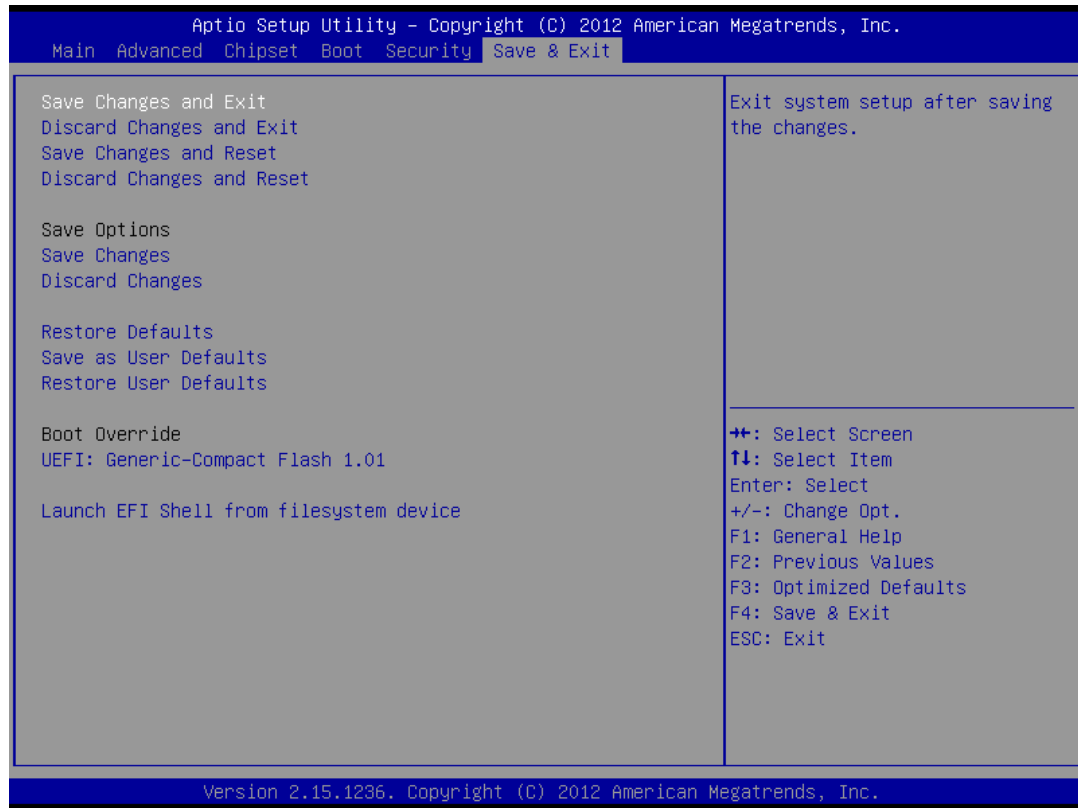 Aptio Setup Utility – Copyright (C) 2012 American Megatrends, Inc.
Main Advanced Chipset Boot Security Save & Exit
Save Changes and Exit
Discard Changes and Exit
Save Changes and Reset
Discard Changes and Reset
Save Options
Save Changes
Discard Changes
Restore Defaults
Save as User Defaults
Restore User Defaults
Boot Override
UEFI: Generic-Compact Flash 1.01
Launch EFI Shell from filesystem device
Exit system setup after saving
the changes.
→←: Select Screen
↑↓: Select Item
Enter: Select
+/-: Change Opt.
F1: General Help
F2: Previous Values
F3: Optimized Defaults
F4: Save & Exit
ESC: Exit
Version 2.15.1236. Copyright (C) 2012 American Megatrends, Inc.